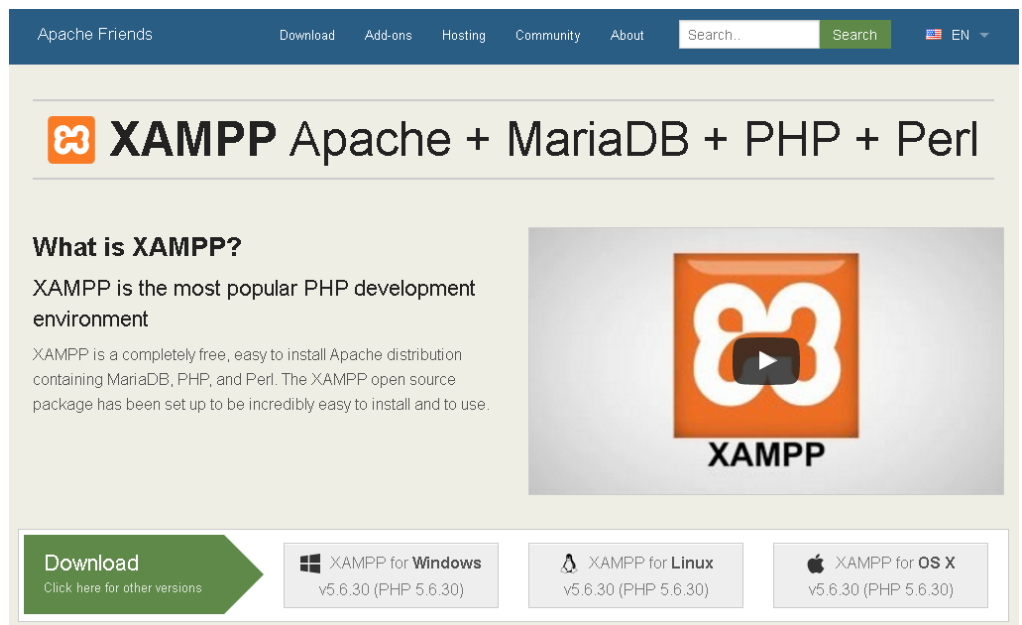 Apache Friends
Download
Add-ons
Hosting
Community
About
Search..
Search
EN
XAMPP Apache + MariaDB + PHP + Perl
What is XAMPP?
XAMPP is the most popular PHP development
environment
XAMPP is a completely free, easy to install Apache distribution
containing MariaDB, PHP, and Perl. The XAMPP open source
package has been set up to be incredibly easy to install and to use.
XAMPP
Download
Click here for other versions
XAMPP for Windows
v5.6.30 (PHP 5.6.30)
XAMPP for Linux
v5.6.30 (PHP 5.6.30)
XAMPP for OS X
v5.6.30 (PHP 5.6.30)